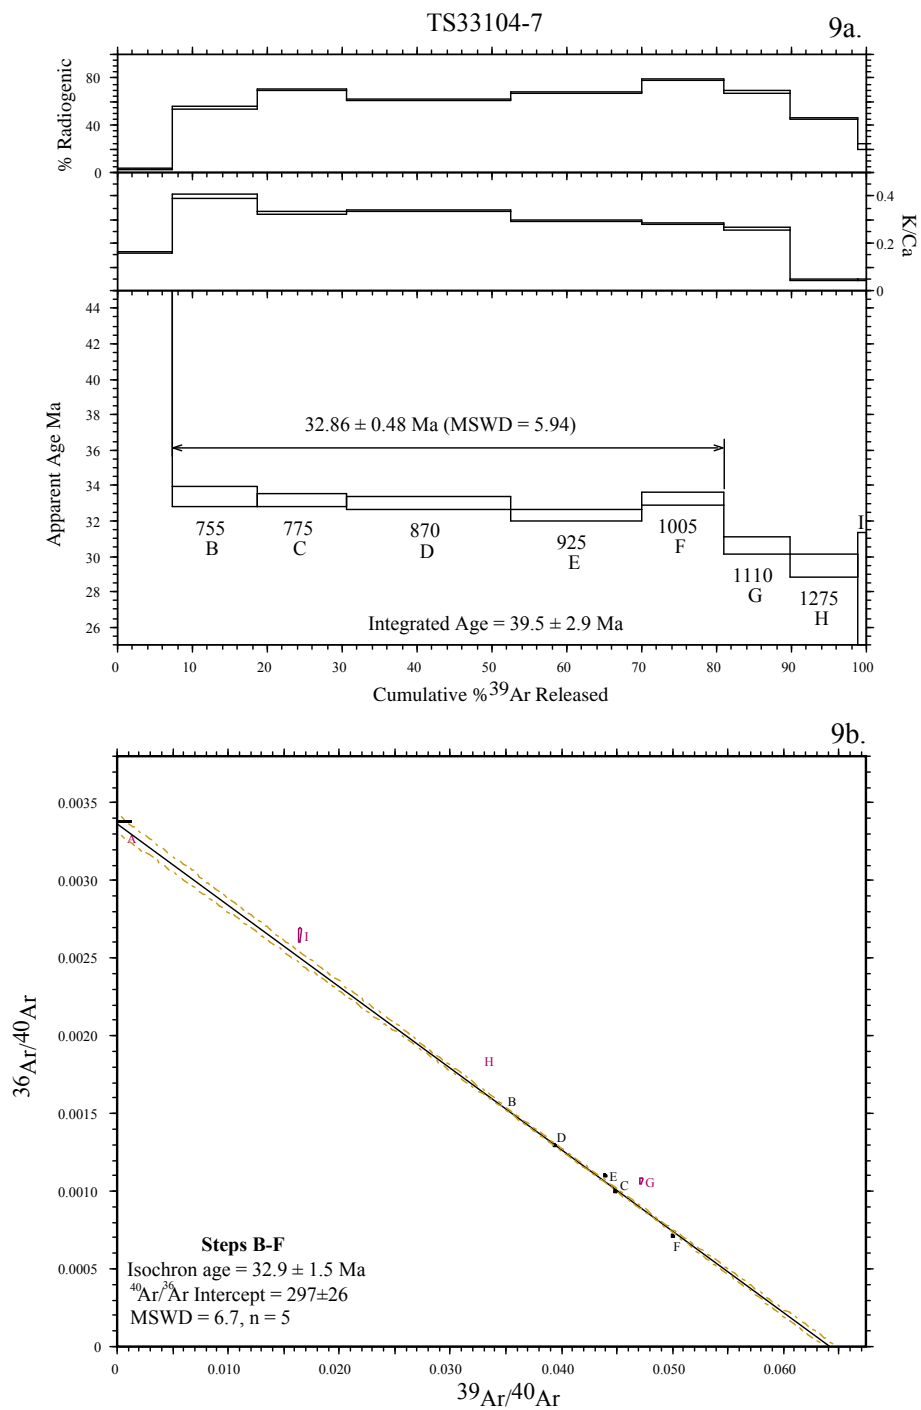 TS33104-7
9a.
% Radiogenic
80
40
0
K/Ca
0.4
0.2
0
Apparent Age Ma
44
42
40
38
36
34
32
30
28
26
32.86 ± 0.48 Ma (MSWD = 5.94)
755
B
775
C
870
D
925
E
1005
F
1110
G
1275
H
I
Integrated Age = 39.5 ± 2.9 Ma
0 10 20 30 40 50 60 70 80 90 100
Cumulative %39Ar Released
9b.
36Ar/40Ar
0.0035
0.0030
0.0025
0.0020
0.0015
0.0010
0.0005
0
A
I
H
B
D
E
C
G
F
Steps B-F
Isochron age = 32.9 ± 1.5 Ma
40Ar/36Ar Intercept = 297±26
MSWD = 6.7, n = 5
0 0.010 0.020 0.030 0.040 0.050 0.060
39Ar/40Ar